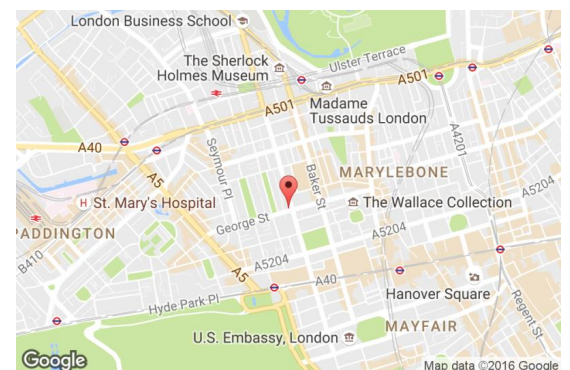 London Business School
Ulster Terrace
The Sherlock
Holmes Museum
A501
A501
Madame
Tussauds London
A40
A4201
Seymour Pl
Baker St
MARYLEBONE
A5
A5204
H St. Mary's Hospital
The Wallace Collection
George St
PADDINGTON
A5204
B410
A5204
A5
A40
Hanover Square
Hyde Park Pl
Regent St
MAYFAIR
U.S. Embassy, London
Google
Map data ©2016 Google